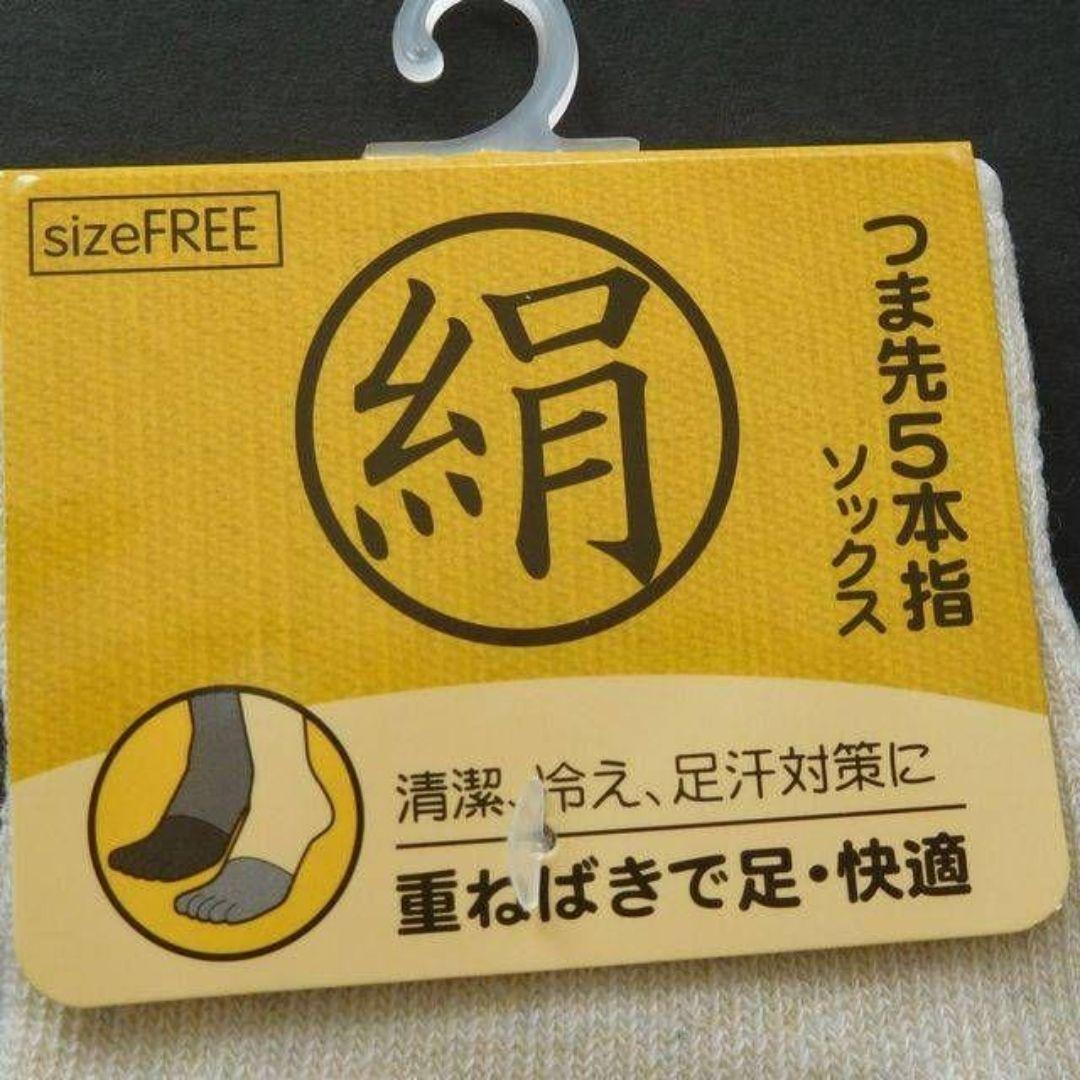 sizeFREE
絹
つま先5本指
ソックス
清潔、冷え、足汗対策に
重ねばきで足・快適